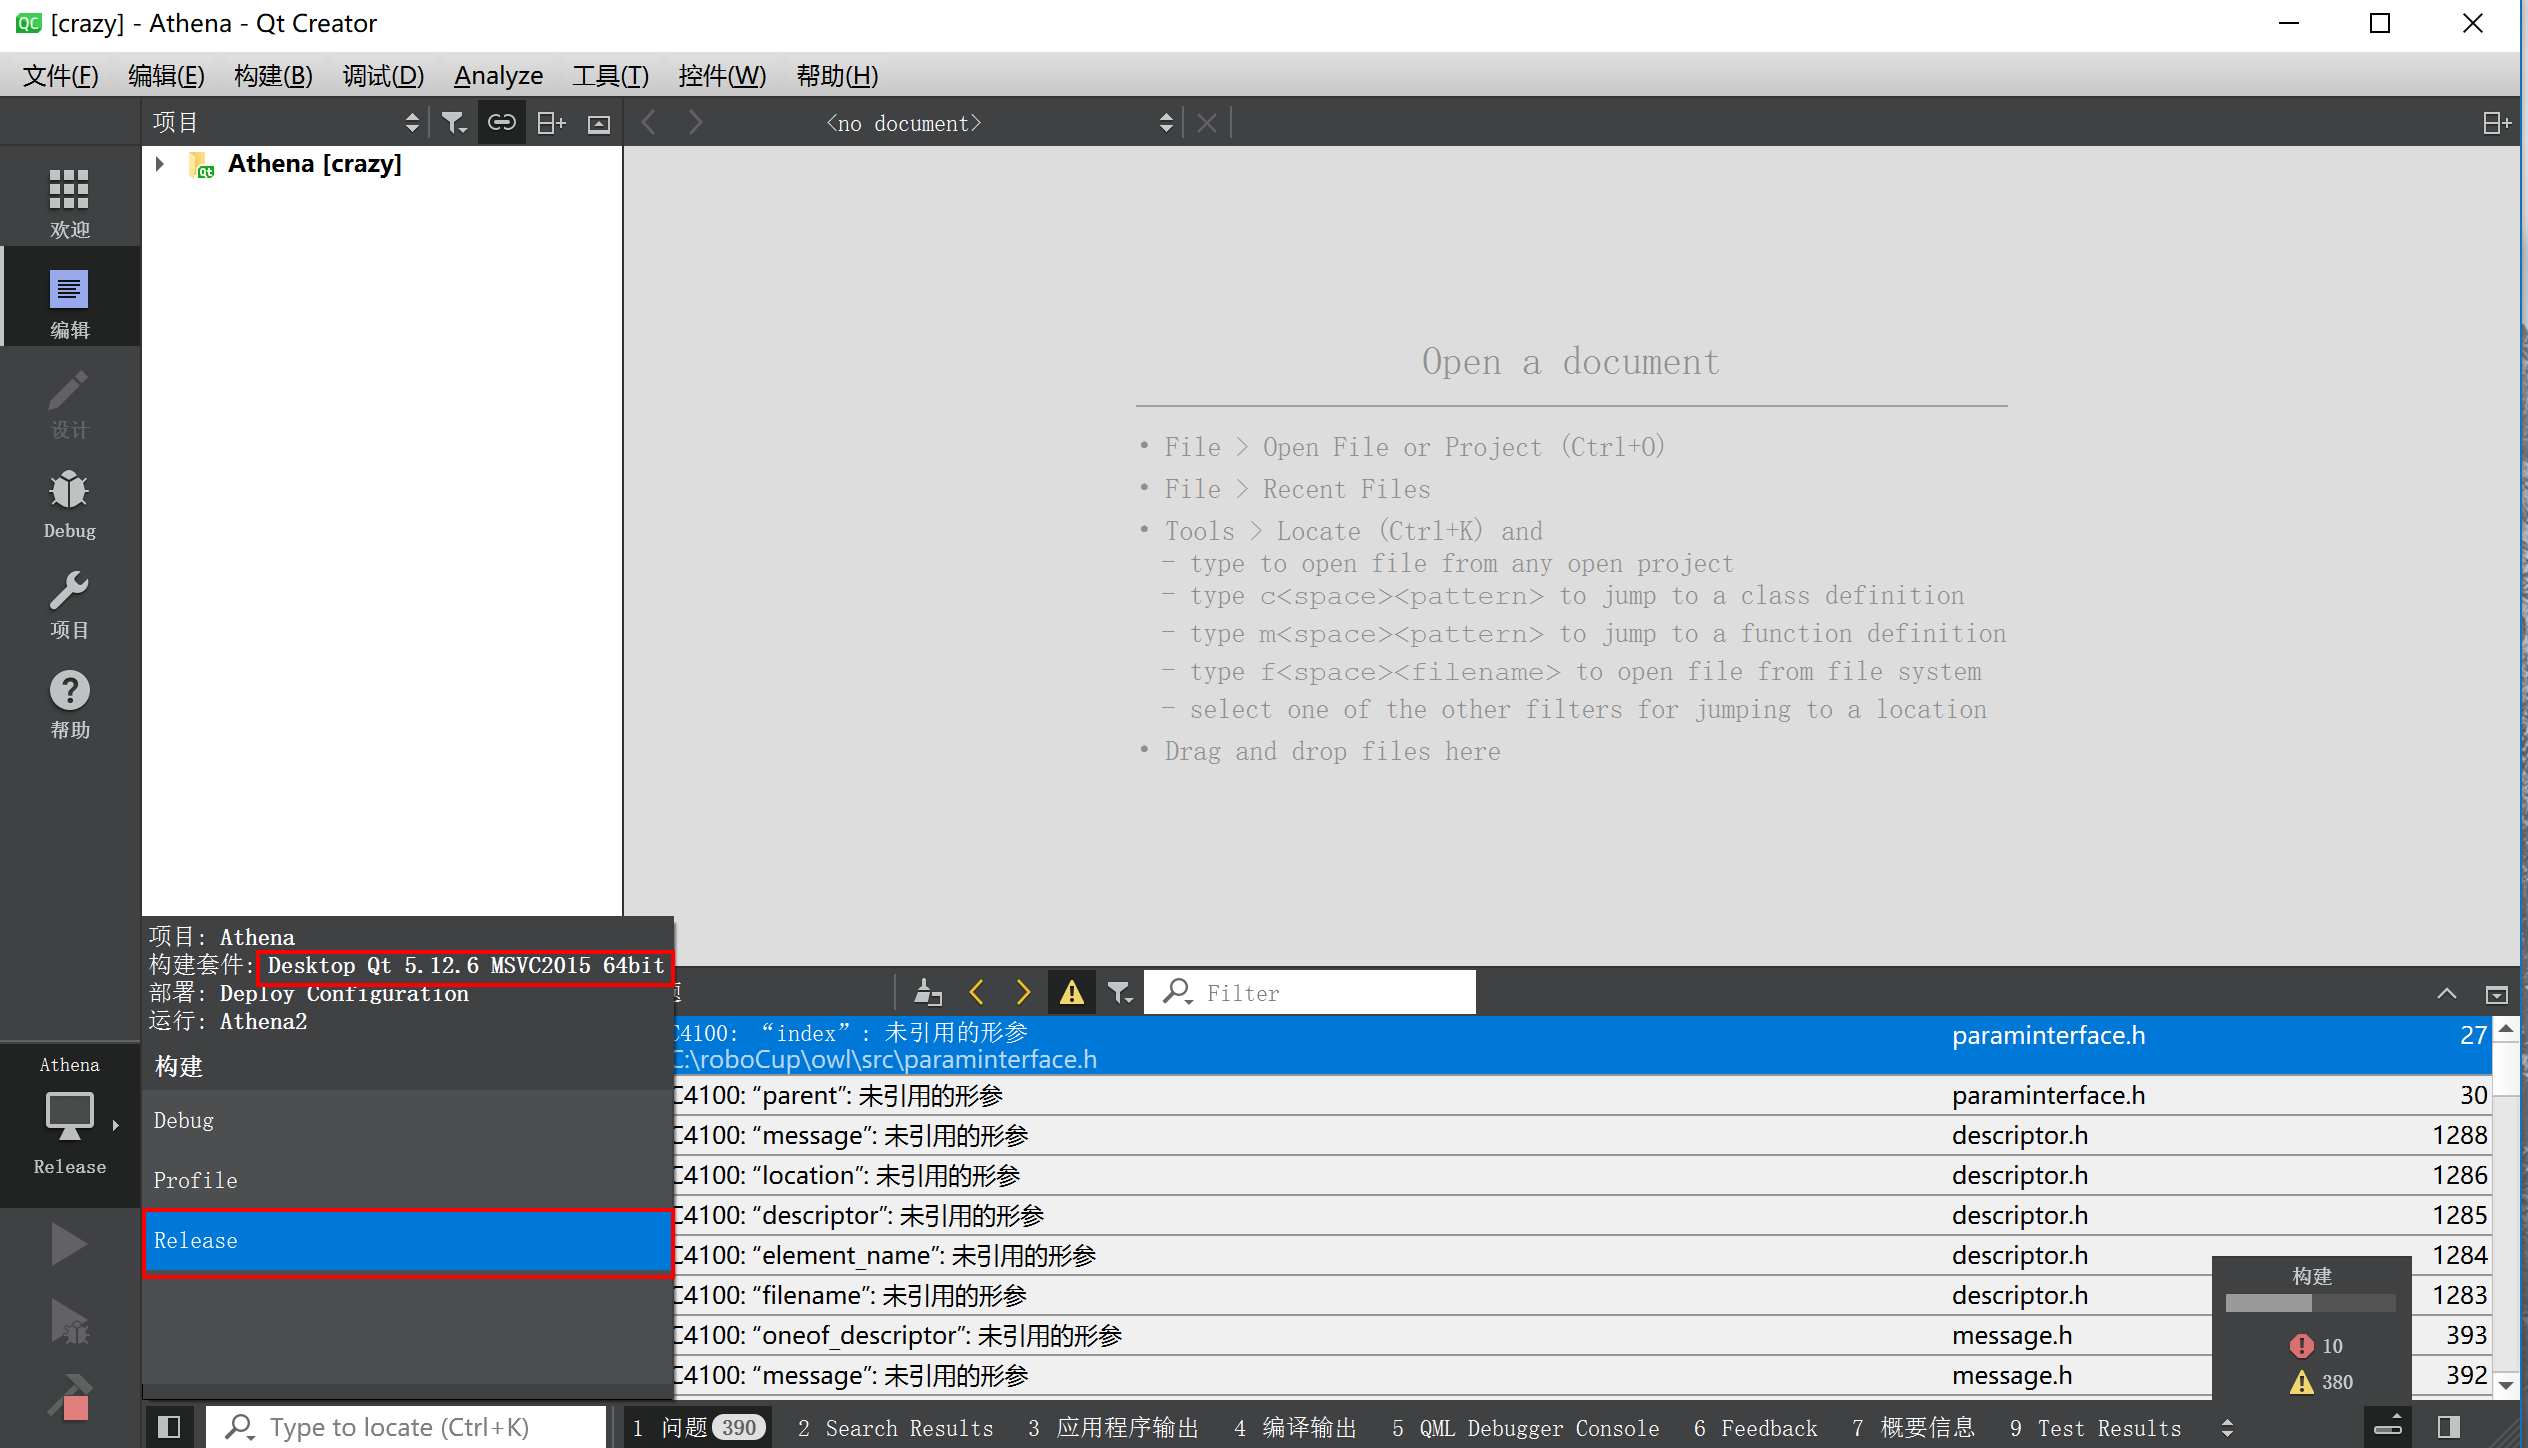 [crazy] - Athena - Qt Creator
文件(F) 编辑(E) 构建(B) 调试(D) Analyze 工具(T) 控件(W) 帮助(H)
项目
<no document>
Athena [crazy]
欢迎
编辑
设计
Debug
项目
帮助
Open a document
• File > Open File or Project (Ctrl+O)
• File > Recent Files
• Tools > Locate (Ctrl+K) and
- type to open file from any open project
- type c<space><pattern> to jump to a class definition
- type m<space><pattern> to jump to a function definition
- type f<space><filename> to open file from file system
- select one of the other filters for jumping to a location
• Drag and drop files here
项目: Athena
构建套件: Desktop Qt 5.12.6 MSVC2015 64bit
部署: Deploy Configuration
运行: Athena2
构建
Debug
Profile
Release
Athena
Release
Filter
C4100: “index”: 未引用的形参 paraminterface.h 27
C:\roboCup\owl\src\paraminterface.h
C4100: “parent”: 未引用的形参 paraminterface.h 30
C4100: “message”: 未引用的形参 descriptor.h 1288
C4100: “location”: 未引用的形参 descriptor.h 1286
C4100: “descriptor”: 未引用的形参 descriptor.h 1285
C4100: “element_name”: 未引用的形参 descriptor.h 1284
C4100: “filename”: 未引用的形参 descriptor.h 1283
C4100: “oneof_descriptor”: 未引用的形参 message.h 393
C4100: “message”: 未引用的形参 message.h 392
构建
10
380
Type to locate (Ctrl+K)
1 问题 390 2 Search Results 3 应用程序输出 4 编译输出 5 QML Debugger Console 6 Feedback 7 概要信息 9 Test Results